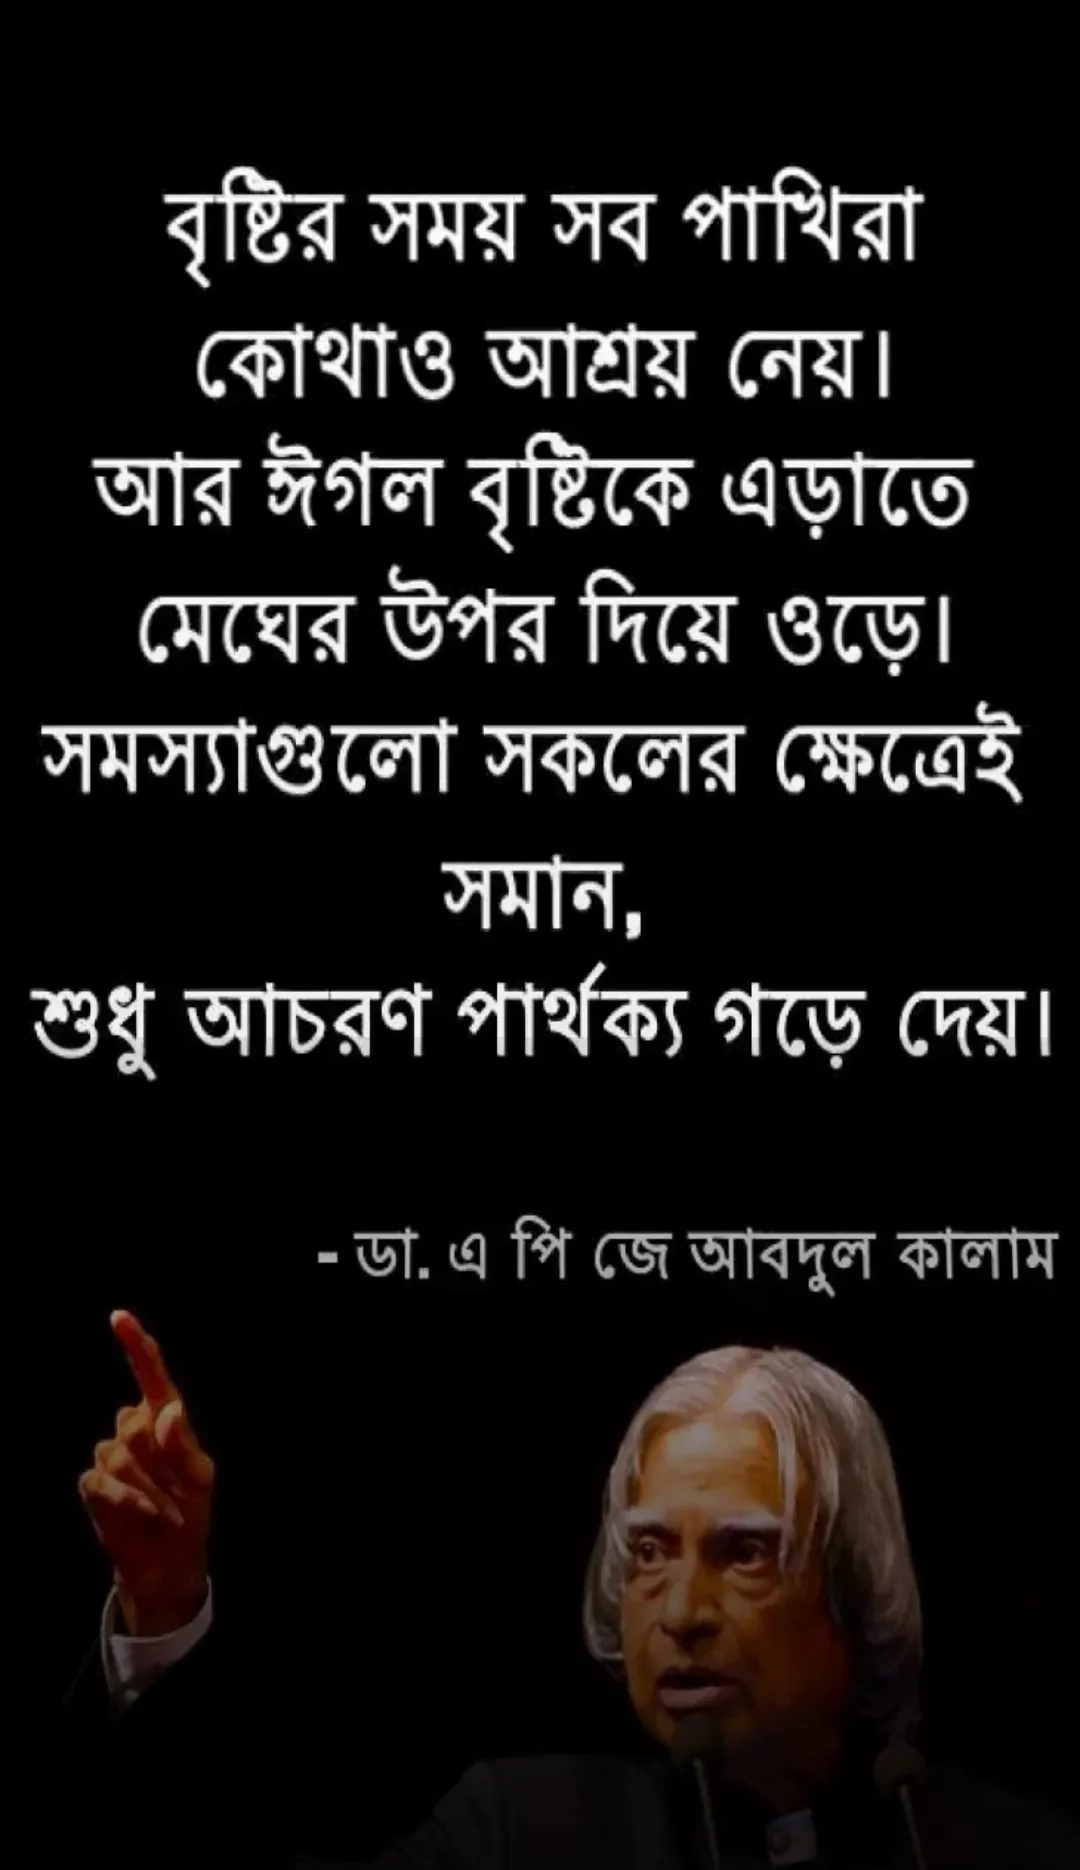 বৃষ্টির সময় সব পাখিরা
কোথাও আশ্রয় নেয়।
আর ঈগল বৃষ্টিকে এড়াতে
মেঘের উপর দিয়ে ওড়ে।
সমস্যাগুলো সকলের ক্ষেত্রেই
সমান,
শুধু আচরণ পার্থক্য গড়ে দেয়।
- ডা. এ পি জে আবদুল কালাম